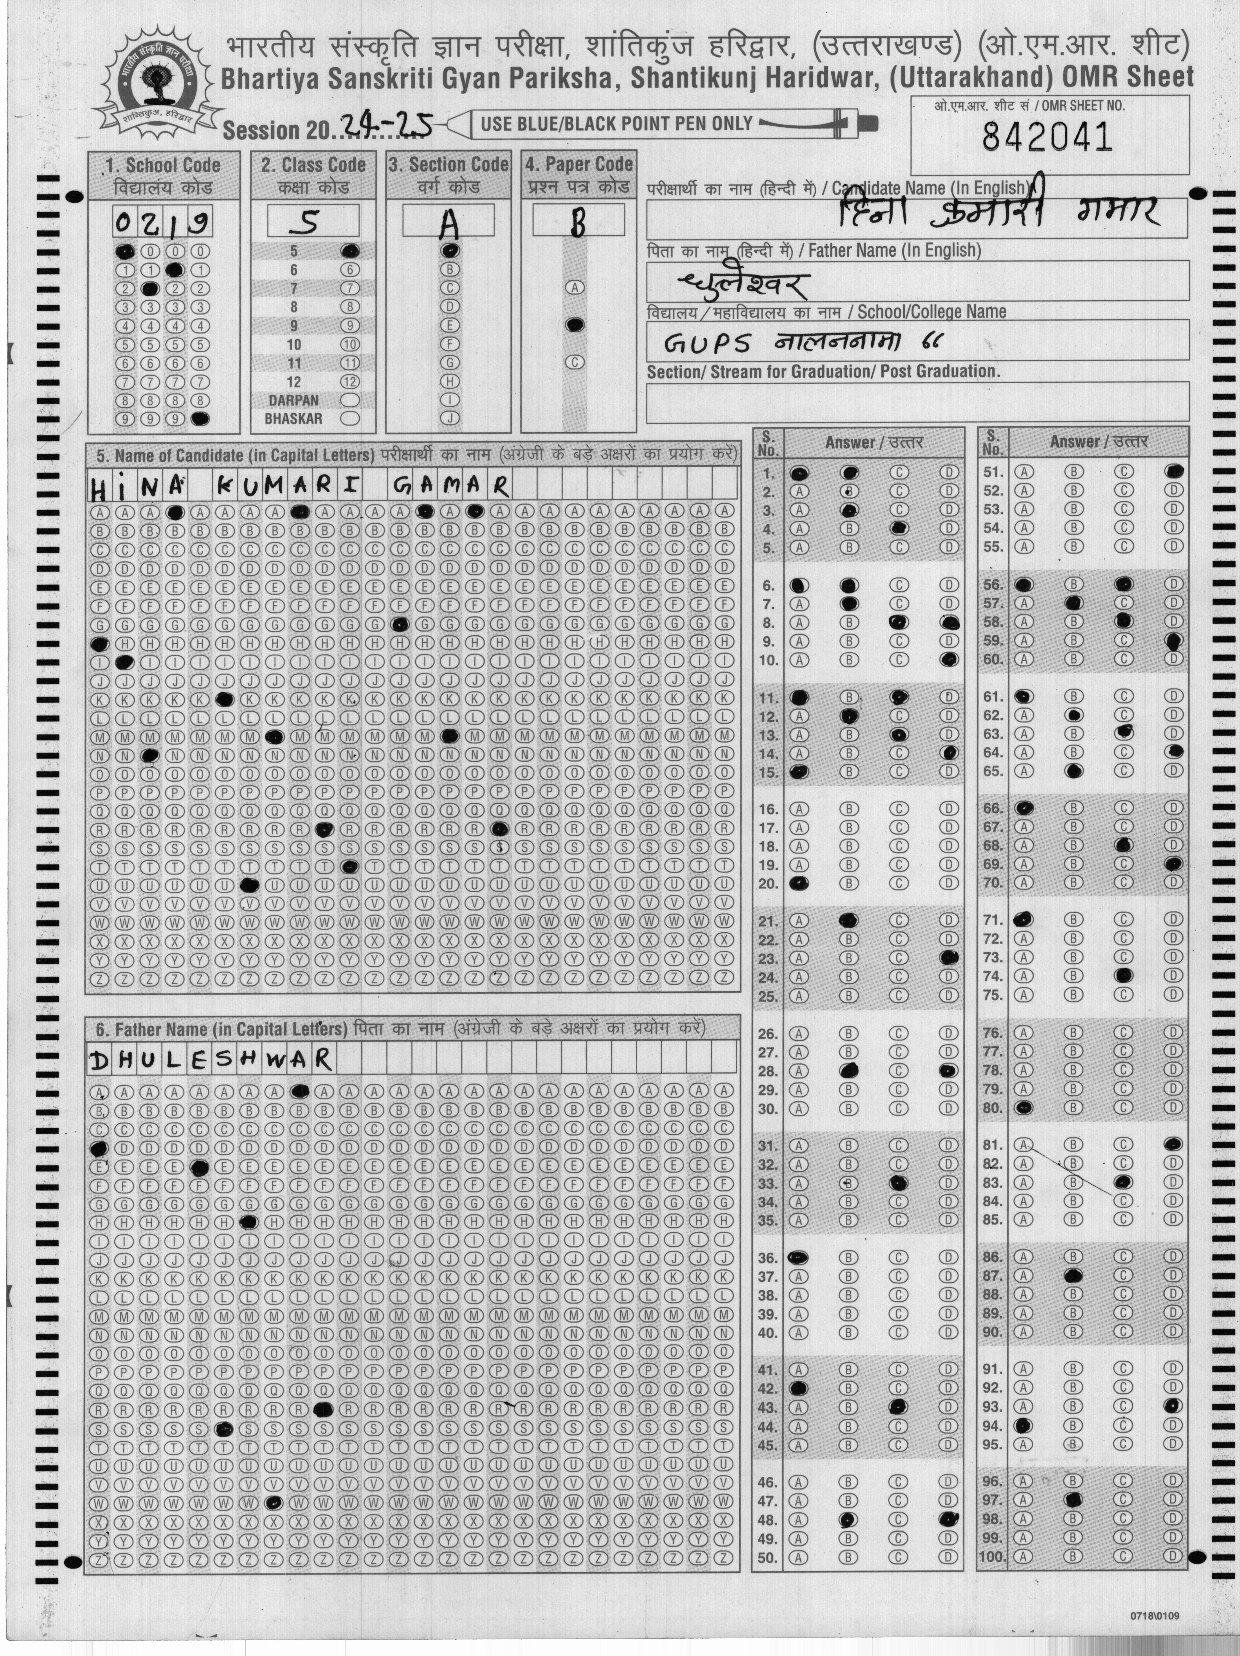 भारतीय संस्कृति ज्ञान परीक्षा, शांतिकुंज हरिद्वार, (उत्तराखण्ड) (ओ.एम.आर. शीट)
Bhartiya Sanskriti Gyan Pariksha, Shantikunj Haridwar, (Uttarakhand) OMR Sheet
Session 2024-25
USE BLUE/BLACK POINT PEN ONLY
ओ.एम.आर. शीट सं / OMR SHEET NO.
842041
1. School Code
विद्यालय कोड
0219
2. Class Code
कक्षा कोड
5
5
6
7
8
9
10
11
12
DARPAN
BHASKAR
3. Section Code
वर्ग कोड
A
4. Paper Code
प्रश्न पत्र कोड
B
परीक्षार्थी का नाम (हिन्दी में) / Candidate Name (In English)
हिना कुमारी गमार
पिता का नाम (हिन्दी में) / Father Name (In English)
धुलेश्वर
विद्यालय/महाविद्यालय का नाम / School/College Name
GUPS
Section/ Stream for Graduation/ Post Graduation.
5. Name of Candidate (in Capital Letters) परीक्षार्थी का नाम (अंग्रेजी के बड़े अक्षरों का प्रयोग करें)
HiNA KUMARI GAMAR
6. Father Name (in Capital Letters) पिता का नाम (अंग्रेजी के बड़े अक्षरों का प्रयोग करें)
DHULESHWAR
S. No. Answer / उत्तर
S. No. Answer / उत्तर
0718\0109